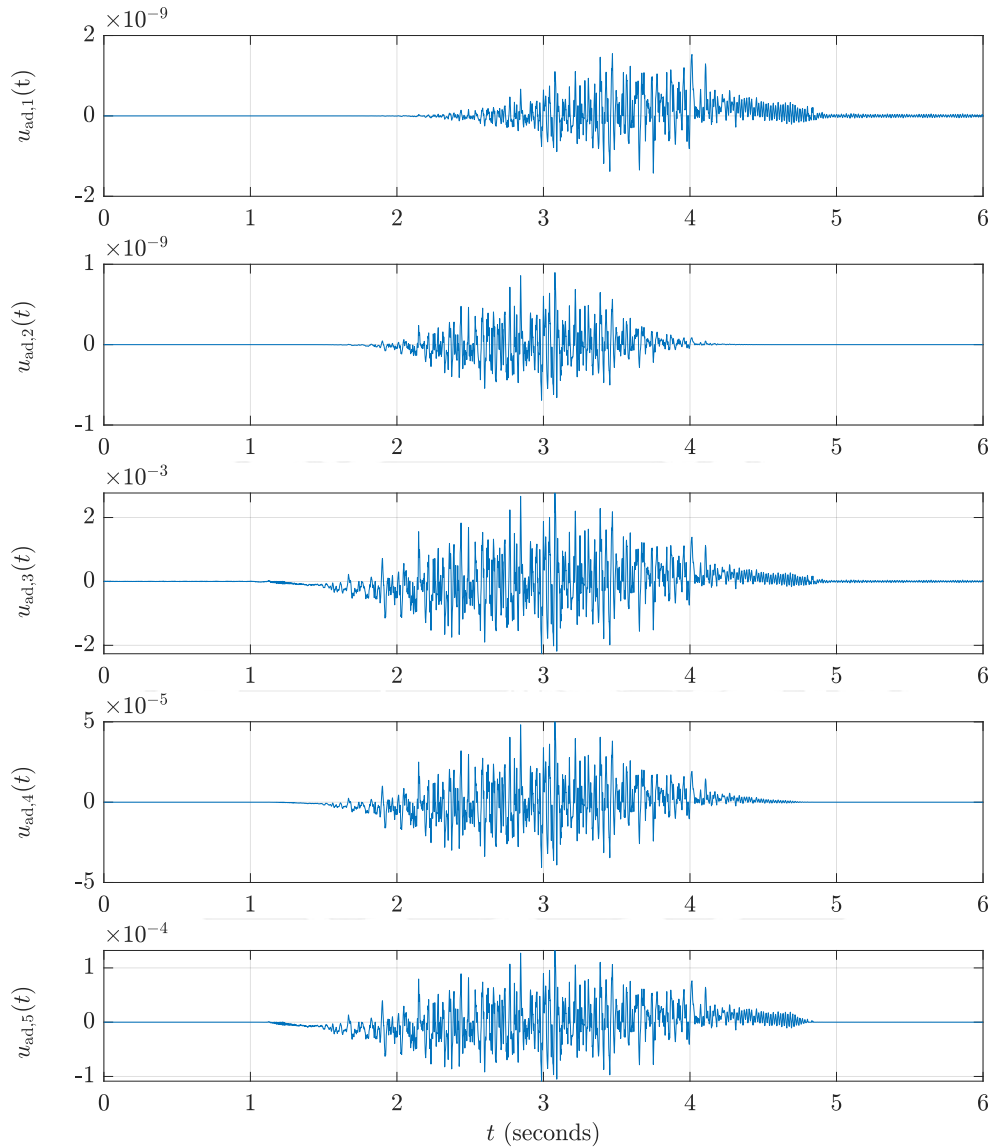 ×10⁻⁹
2
0
-2
u_ad,1(t)
0 1 2 3 4 5 6
×10⁻⁹
1
0
-1
u_ad,2(t)
0 1 2 3 4 5 6
×10⁻³
2
0
-2
u_ad,3(t)
0 1 2 3 4 5 6
×10⁻⁵
5
0
-5
u_ad,4(t)
0 1 2 3 4 5 6
×10⁻⁴
1
0
-1
u_ad,5(t)
0 1 2 3 4 5 6
t (seconds)